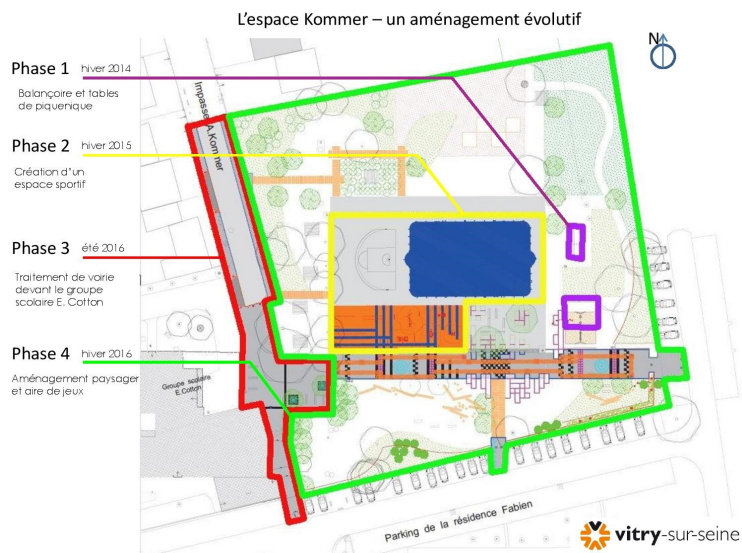 L'espace Kommer – un aménagement évolutif
N
Phase 1 hiver 2014
Balançoire et tables
de piquenique
Impasse A.Kommer
Phase 2 hiver 2015
Création d'un
espace sportif
Phase 3 été 2016
Traitement de voirie
devant le groupe
scolaire E. Cotton
Phase 4 hiver 2016
Aménagement paysager
et aire de jeux
Groupe scolaire
E.Cotton
Parking de la résidence Fabien
vitry-sur-seine